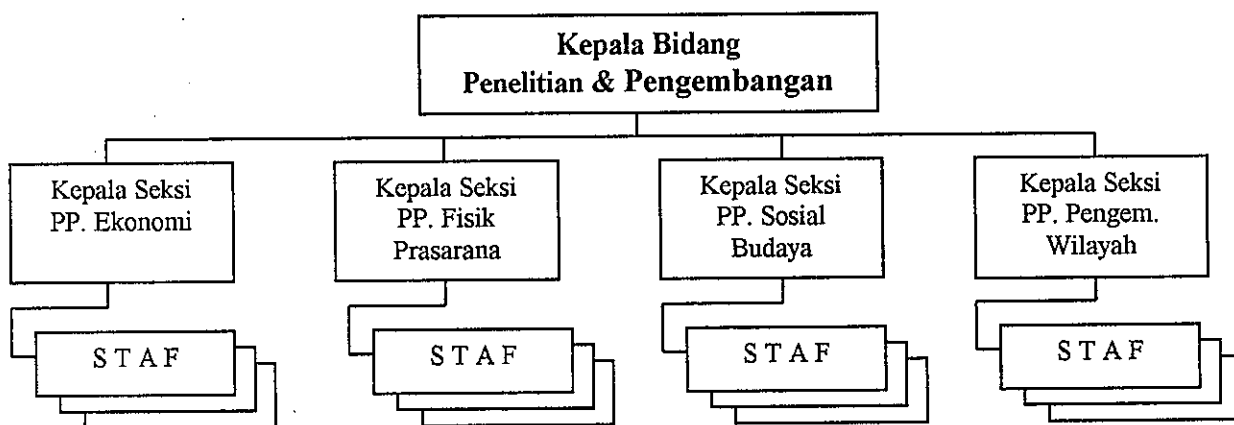 Kepala Bidang
Penelitian & Pengembangan
Kepala Seksi
PP. Ekonomi
Kepala Seksi
PP. Fisik
Prasarana
Kepala Seksi
PP. Sosial
Budaya
Kepala Seksi
PP. Pengem.
Wilayah
S T A F
S T A F
S T A F
S T A F